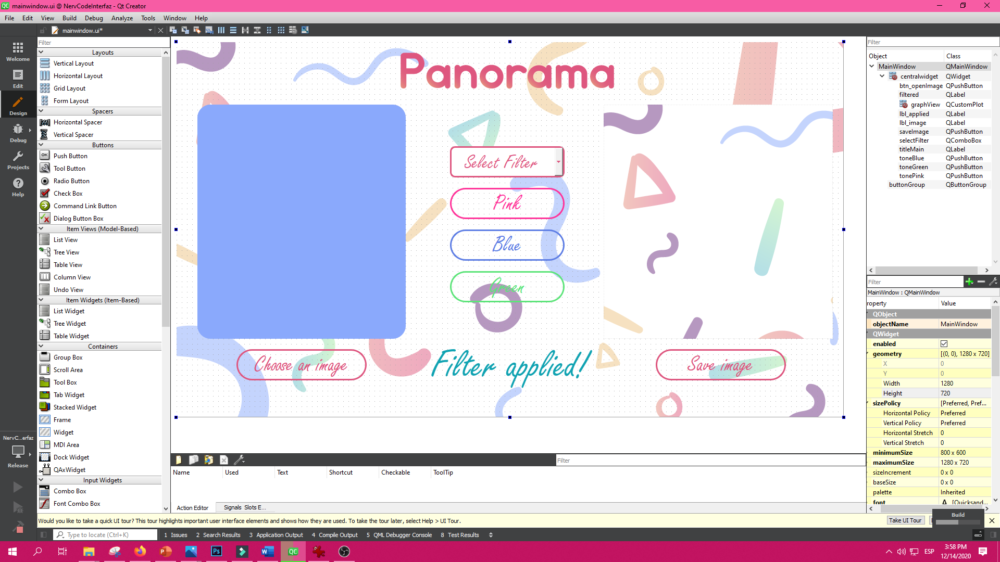 mainwindow.ui @ NervCodeInterfaz - Qt Creator
File Edit View Build Debug Analyze Tools Window Help
mainwindow.ui*
Welcome
Edit
Design
Debug
Projects
Help
NervC...erfaz
Release
Filter
Layouts
Vertical Layout
Horizontal Layout
Grid Layout
Form Layout
Spacers
Horizontal Spacer
Vertical Spacer
Buttons
OK Push Button
Tool Button
Radio Button
Check Box
Command Link Button
Dialog Button Box
Item Views (Model-Based)
List View
Tree View
Table View
Column View
Undo View
Item Widgets (Item-Based)
List Widget
Tree Widget
Table Widget
Containers
Group Box
Scroll Area
Tool Box
Tab Widget
Stacked Widget
Frame
Widget
MDI Area
Dock Widget
QAxWidget
Input Widgets
Combo Box
Font Combo Box
Panorama
Select Filter
Pink
Blue
Green
Choose an image
Filter applied!
Save image
Filter
Name Used Text Shortcut Checkable ToolTip
Action Editor Signals Slots E...
Filter
Object Class
MainWindow QMainWindow
centralwidget QWidget
btn_openImage QPushButton
filtered QLabel
graphView QCustomPlot
lbl_applied QLabel
lbl_image QLabel
saveImage QPushButton
selectFilter QComboBox
titleMain QLabel
toneBlue QPushButton
toneGreen QPushButton
tonePink QPushButton
buttonGroup QButtonGroup
Filter
MainWindow : QMainWindow
roperty Value
QObject
objectName MainWindow
QWidget
enabled
geometry [(0, 0), 1280 x 720]
X 0
Y 0
Width 1280
Height 720
sizePolicy [Preferred, Pref...
Horizontal Policy Preferred
Vertical Policy Preferred
Horizontal Stretch 0
Vertical Stretch 0
minimumSize 800 x 600
maximumSize 1280 x 720
sizeIncrement 0 x 0
baseSize 0 x 0
palette Inherited
font A [Quicksand...
Would you like to take a quick UI tour? This tour highlights important user interface elements and shows how they are used. To take the tour later, select Help > UI Tour.
Take UI Tour
Build
Type to locate (Ctrl+K)
1 Issues 2 Search Results 3 Application Output 4 Compile Output 5 QML Debugger Console 8 Test Results
Ps
QC
ESP
3:58 PM
12/14/2020